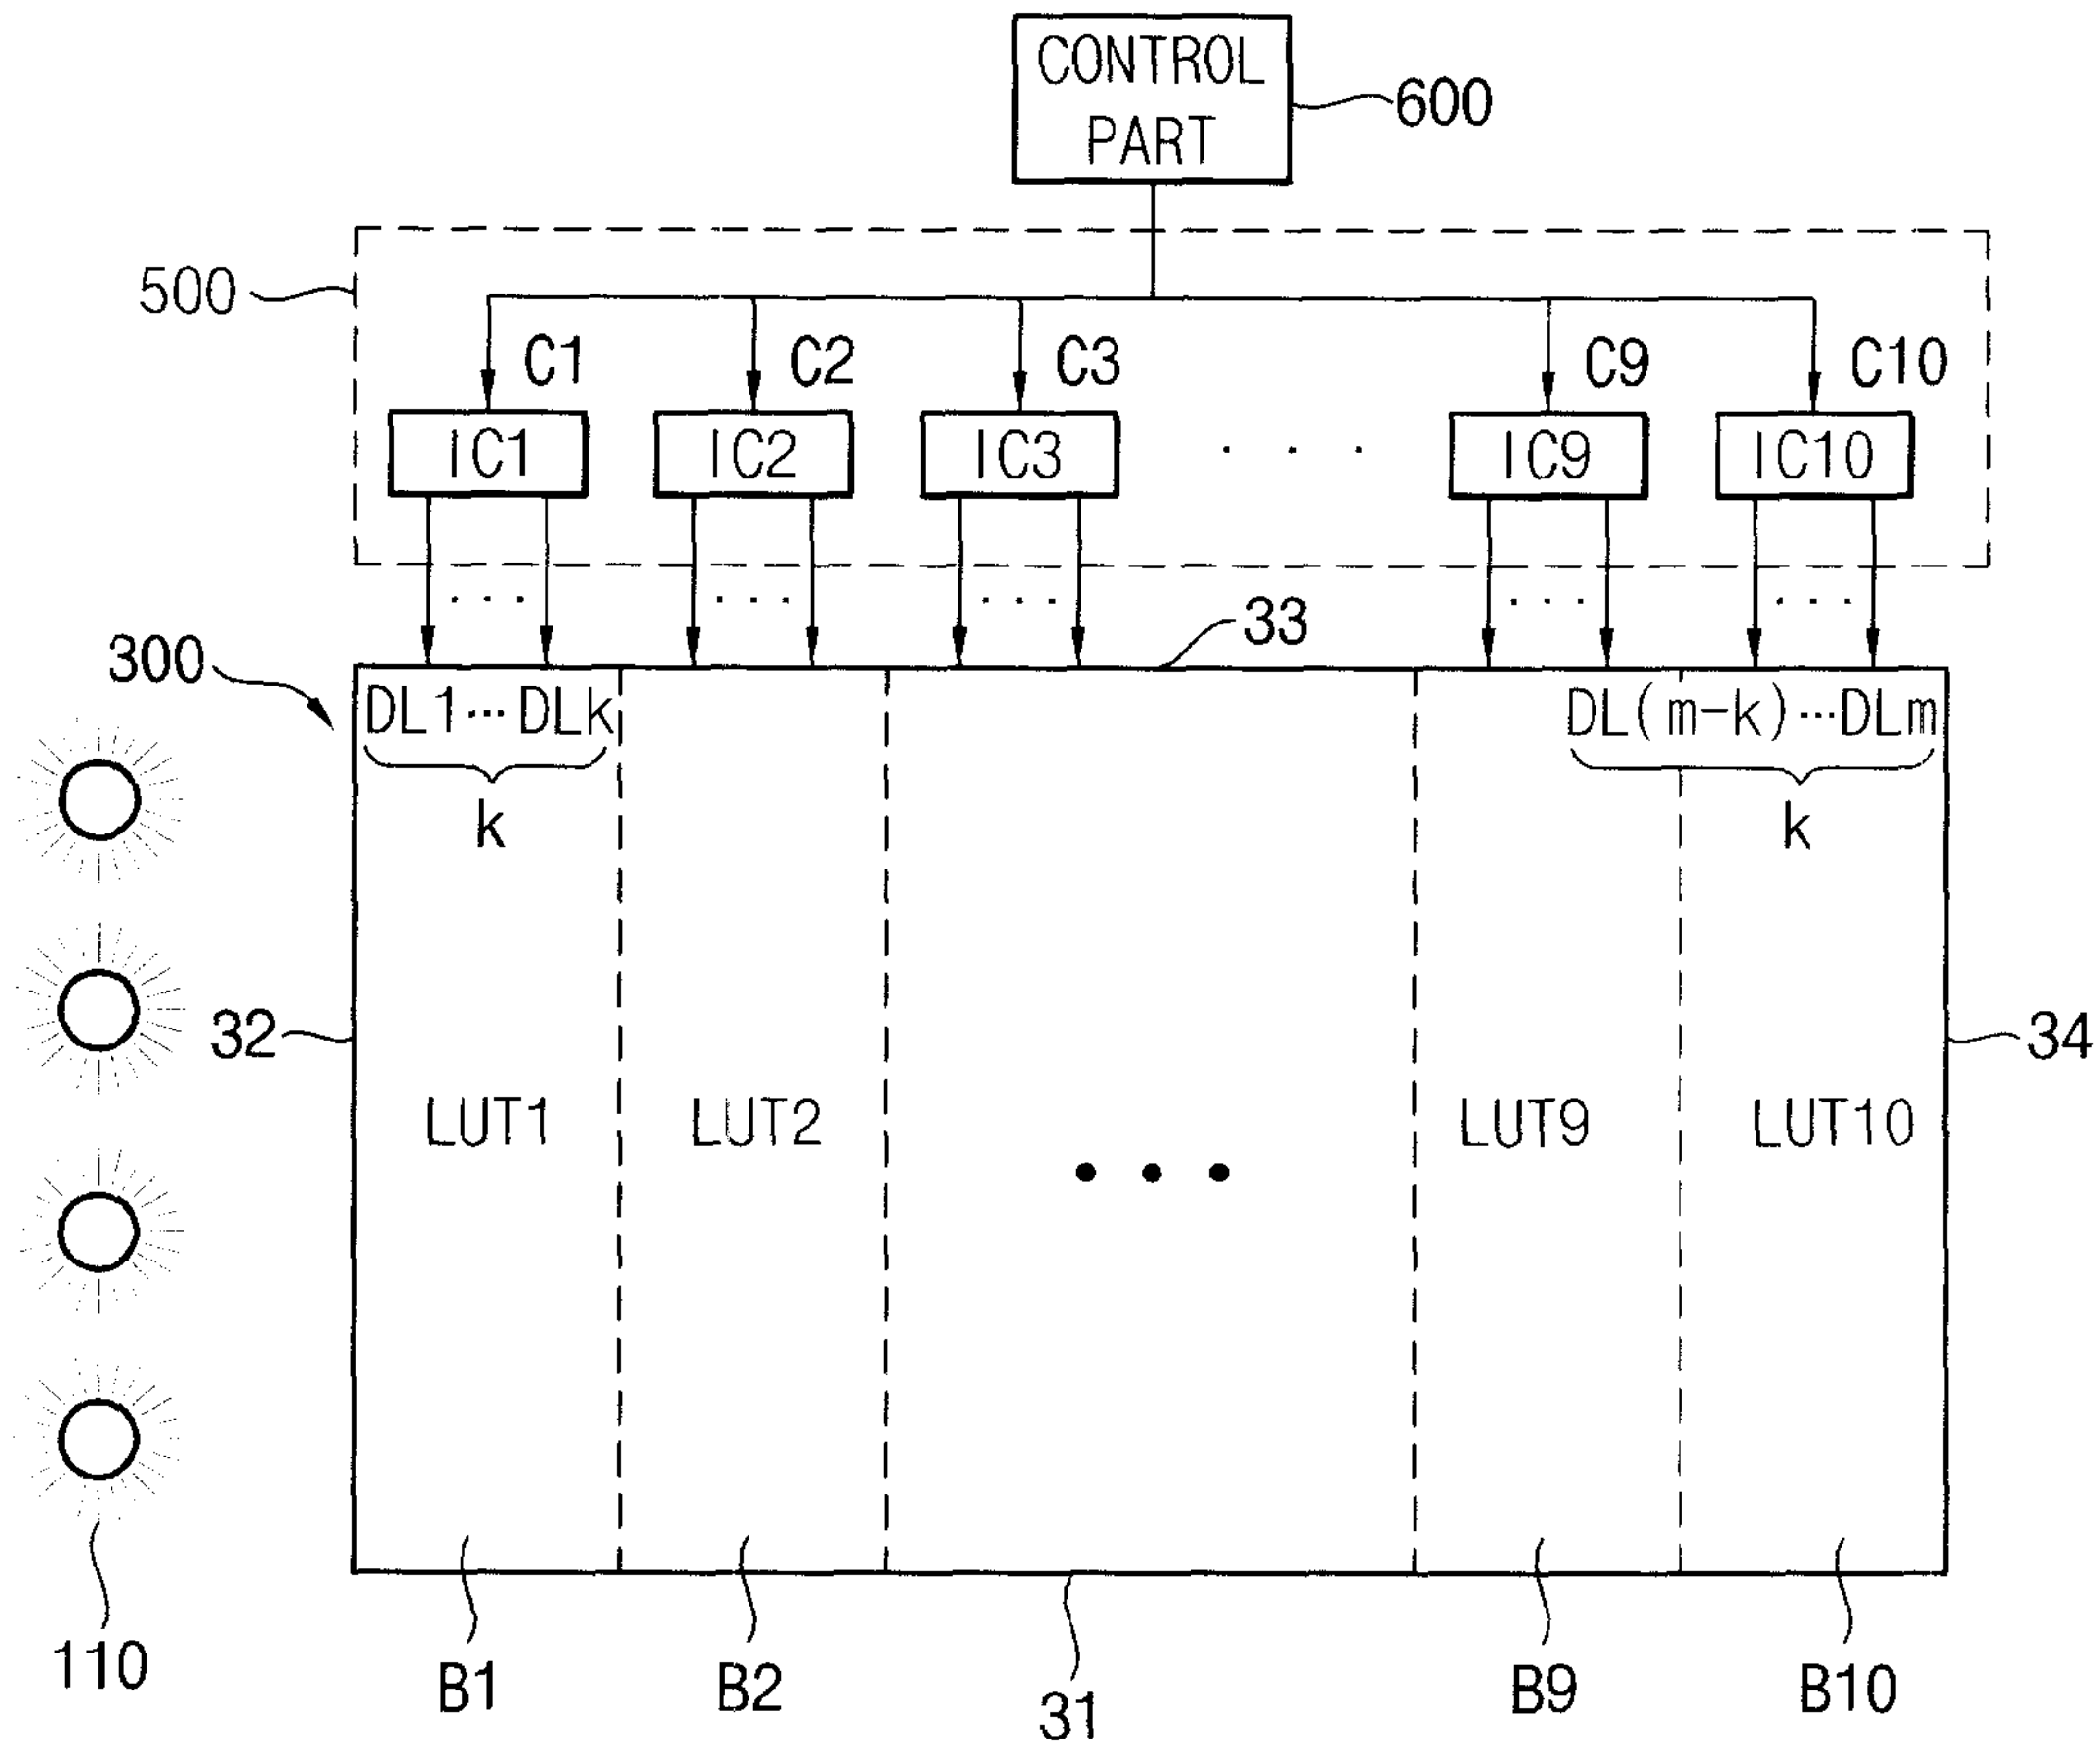 CONTROL
PART
600
500
C1 C2 C3 C9 C10
IC1 IC2 IC3 · · · IC9 IC10
··· ··· ··· ··· ···
33
300
DL1···DLk DL(m-k)···DLm
k k
32 34
LUT1 LUT2 ··· LUT9 LUT10
110
B1 B2 31 B9 B10